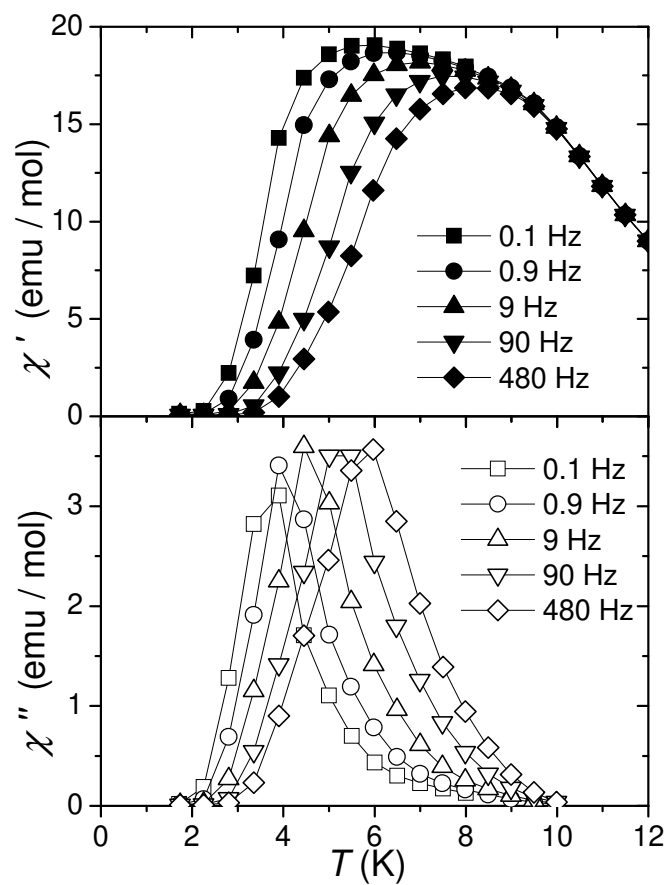 20
15
10
5
0
χ' (emu / mol)
0.1 Hz
0.9 Hz
9 Hz
90 Hz
480 Hz
3
2
1
0
χ" (emu / mol)
0.1 Hz
0.9 Hz
9 Hz
90 Hz
480 Hz
0 2 4 6 8 10 12
T (K)